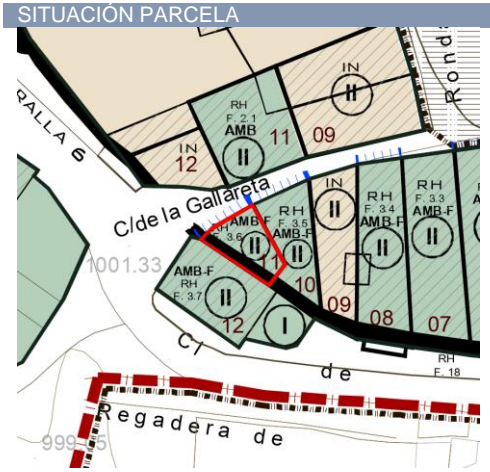 SITUACIÓN PARCELA
RALLA 6
IN
12
RH
F. 2.1
AMB
II
11
IN
II
09
Ronda
C/de la Gallareta
RH
F. 3.6
AMB-F
II
11
RH
F. 3.5
AMB-F
II
10
IN
II
09
RH
F. 3.4
AMB-F
II
08
RH
F. 3.3
AMB-F
II
07
1001.33
AMB-F
RH
F. 3.7
II
12
I
RH
F. 18
Cl de
Regadera de